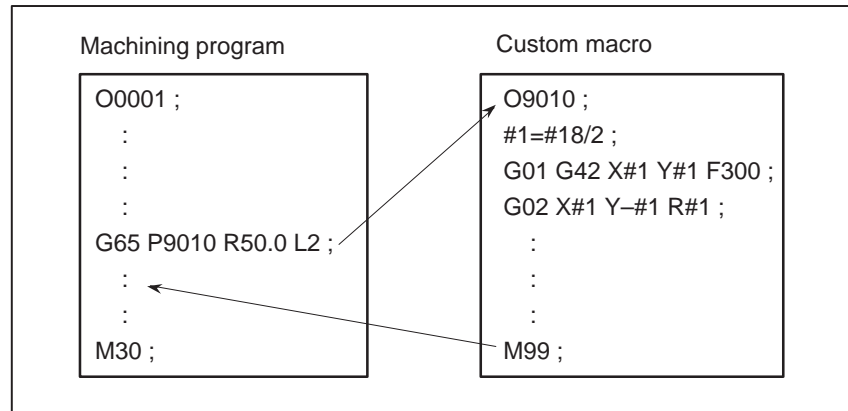 Machining program
O0001 ;
:
:
:
G65 P9010 R50.0 L2 ;
:
:
M30 ;
Custom macro
O9010 ;
#1=#18/2 ;
G01 G42 X#1 Y#1 F300 ;
G02 X#1 Y–#1 R#1 ;
:
:
:
M99 ;